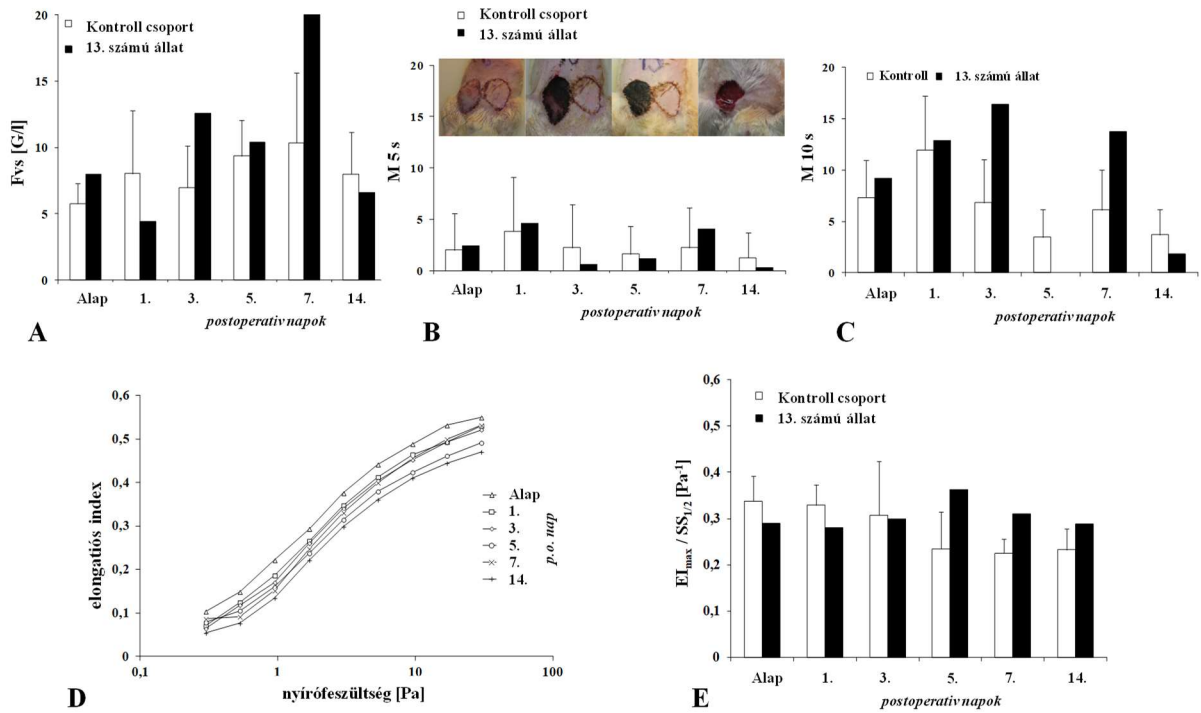 Kontroll csoport
13. számú állat
Fvs [G/l]
20
15
10
5
0
Alap 1. 3. 5. 7. 14.
postoperativ napok
A
Kontroll csoport
13. számú állat
M 5 s
20
15
10
5
0
Alap 1. 3. 5. 7. 14.
postoperativ napok
B
Kontroll 13. számú állat
M 10 s
20
15
10
5
0
Alap 1. 3. 5. 7. 14.
postoperativ napok
C
elongatiós index
0,6
0,5
0,4
0,3
0,2
0,1
0
0,1 1 10 100
nyírófeszültség [Pa]
Alap
1.
3.
5.
7.
14.
p.o. nap
D
Kontroll csoport
13. számú állat
EImax / SS1/2 [Pa-1]
0,6
0,5
0,4
0,3
0,2
0,1
0
Alap 1. 3. 5. 7. 14.
postoperativ napok
E